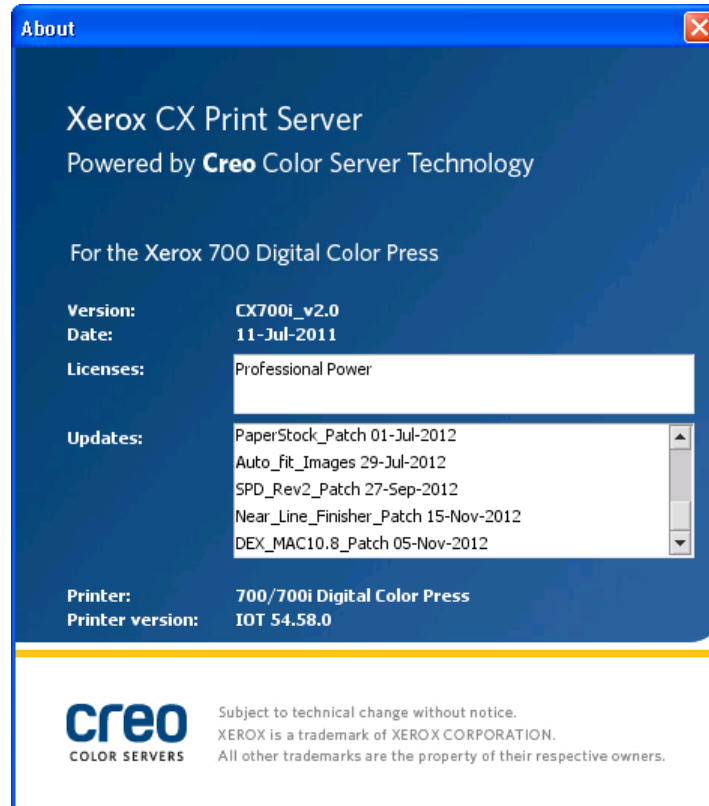 About
Xerox CX Print Server
Powered by Creo Color Server Technology
For the Xerox 700 Digital Color Press
Version: CX700i_v2.0
Date: 11-Jul-2011
Licenses: Professional Power
Updates: PaperStock_Patch 01-Jul-2012
Auto_fit_Images 29-Jul-2012
SPD_Rev2_Patch 27-Sep-2012
Near_Line_Finisher_Patch 15-Nov-2012
DEX_MAC10.8_Patch 05-Nov-2012
Printer: 700/700i Digital Color Press
Printer version: IOT 54.58.0
creo
COLOR SERVERS
Subject to technical change without notice.
XEROX is a trademark of XEROX CORPORATION.
All other trademarks are the property of their respective owners.